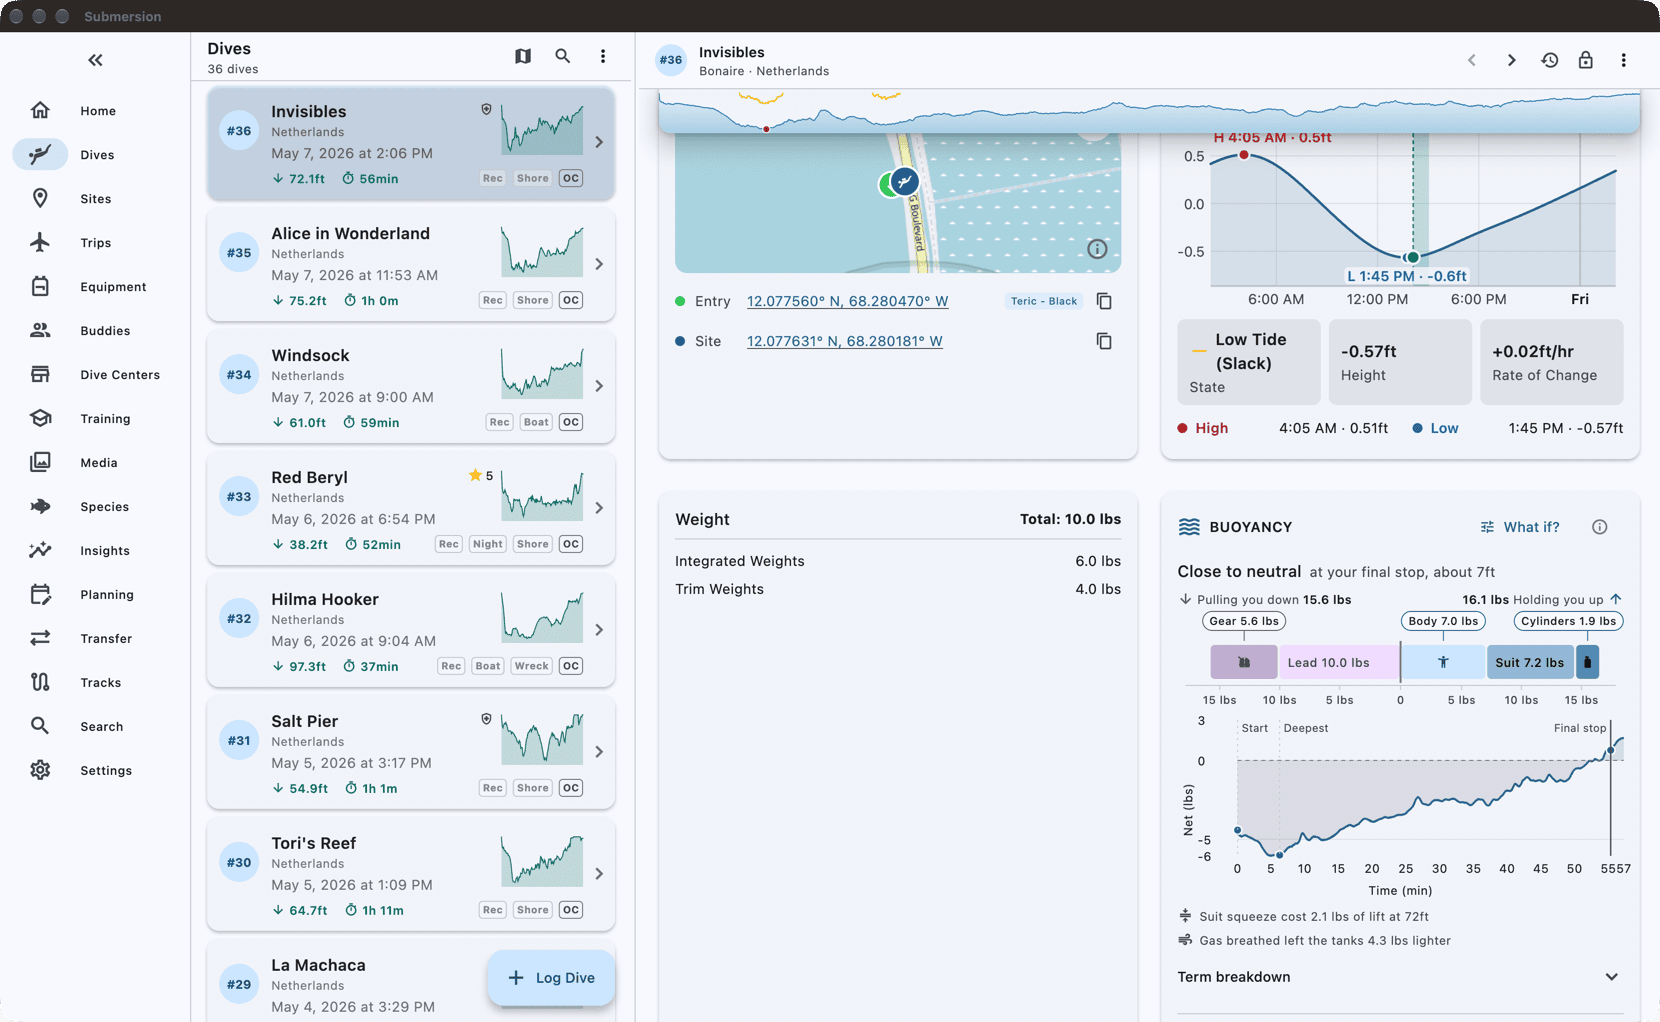 Submersion
Home
Dives
Sites
Trips
Equipment
Buddies
Dive Centers
Training
Media
Species
Insights
Planning
Transfer
Tracks
Search
Settings
Dives
36 dives
#36
Invisibles
Netherlands
May 7, 2026 at 2:06 PM
72.1ft 56min
Rec Shore OC
#35
Alice in Wonderland
Netherlands
May 7, 2026 at 11:53 AM
75.2ft 1h 0m
Rec Shore OC
#34
Windsock
Netherlands
May 7, 2026 at 9:00 AM
61.0ft 59min
Rec Boat OC
#33
Red Beryl
5
Netherlands
May 6, 2026 at 6:54 PM
38.2ft 52min
Rec Night Shore OC
#32
Hilma Hooker
Netherlands
May 6, 2026 at 9:04 AM
97.3ft 37min
Rec Boat Wreck OC
#31
Salt Pier
Netherlands
May 5, 2026 at 3:17 PM
54.9ft 1h 1m
Rec Shore OC
#30
Tori's Reef
Netherlands
May 5, 2026 at 1:09 PM
64.7ft 1h 11m
Rec Shore OC
#29
La Machaca
Netherlands
May 4, 2026 at 3:29 PM
Log Dive
#36
Invisibles
Bonaire · Netherlands
Boulevard
Entry 12.077560° N, 68.280470° W Teric - Black
Site 12.077631° N, 68.280181° W
H 4:05 AM · 0.5ft
0.5
0.0
-0.5
L 1:45 PM · -0.6ft
6:00 AM 12:00 PM 6:00 PM Fri
Low Tide
(Slack)
State
-0.57ft
Height
+0.02ft/hr
Rate of Change
High 4:05 AM · 0.51ft Low 1:45 PM · -0.57ft
Weight Total: 10.0 lbs
Integrated Weights 6.0 lbs
Trim Weights 4.0 lbs
BUOYANCY What if?
Close to neutral at your final stop, about 7ft
Pulling you down 15.6 lbs 16.1 lbs Holding you up
Gear 5.6 lbs Body 7.0 lbs Cylinders 1.9 lbs
Lead 10.0 lbs Suit 7.2 lbs
15 lbs 10 lbs 5 lbs 0 5 lbs 10 lbs 15 lbs
3
0
-5
-6
Net (lbs)
Start Deepest Final stop
0 5 10 15 20 25 30 35 40 45 50 5557
Time (min)
Suit squeeze cost 2.1 lbs of lift at 72ft
Gas breathed left the tanks 4.3 lbs lighter
Term breakdown